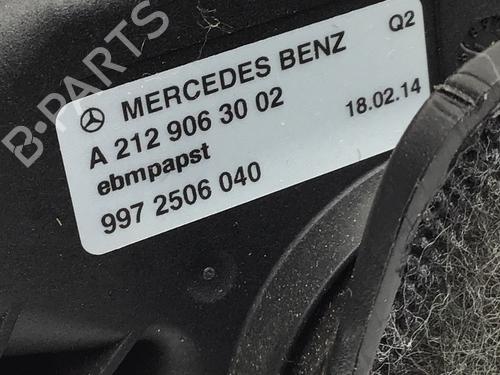 MERCEDES BENZ Q2
A 212 906 30 02 18.02.14
ebmpapst
997 2506 040
B-PARTS